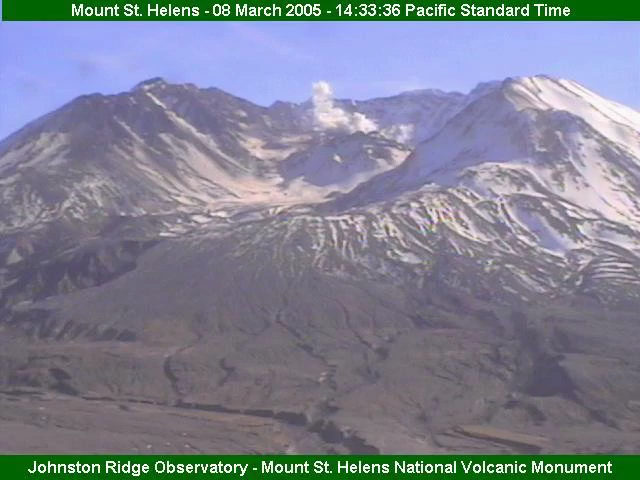 Mount St. Helens - 08 March 2005 - 14:33:36 Pacific Standard Time
Johnston Ridge Observatory - Mount St. Helens National Volcanic Monument